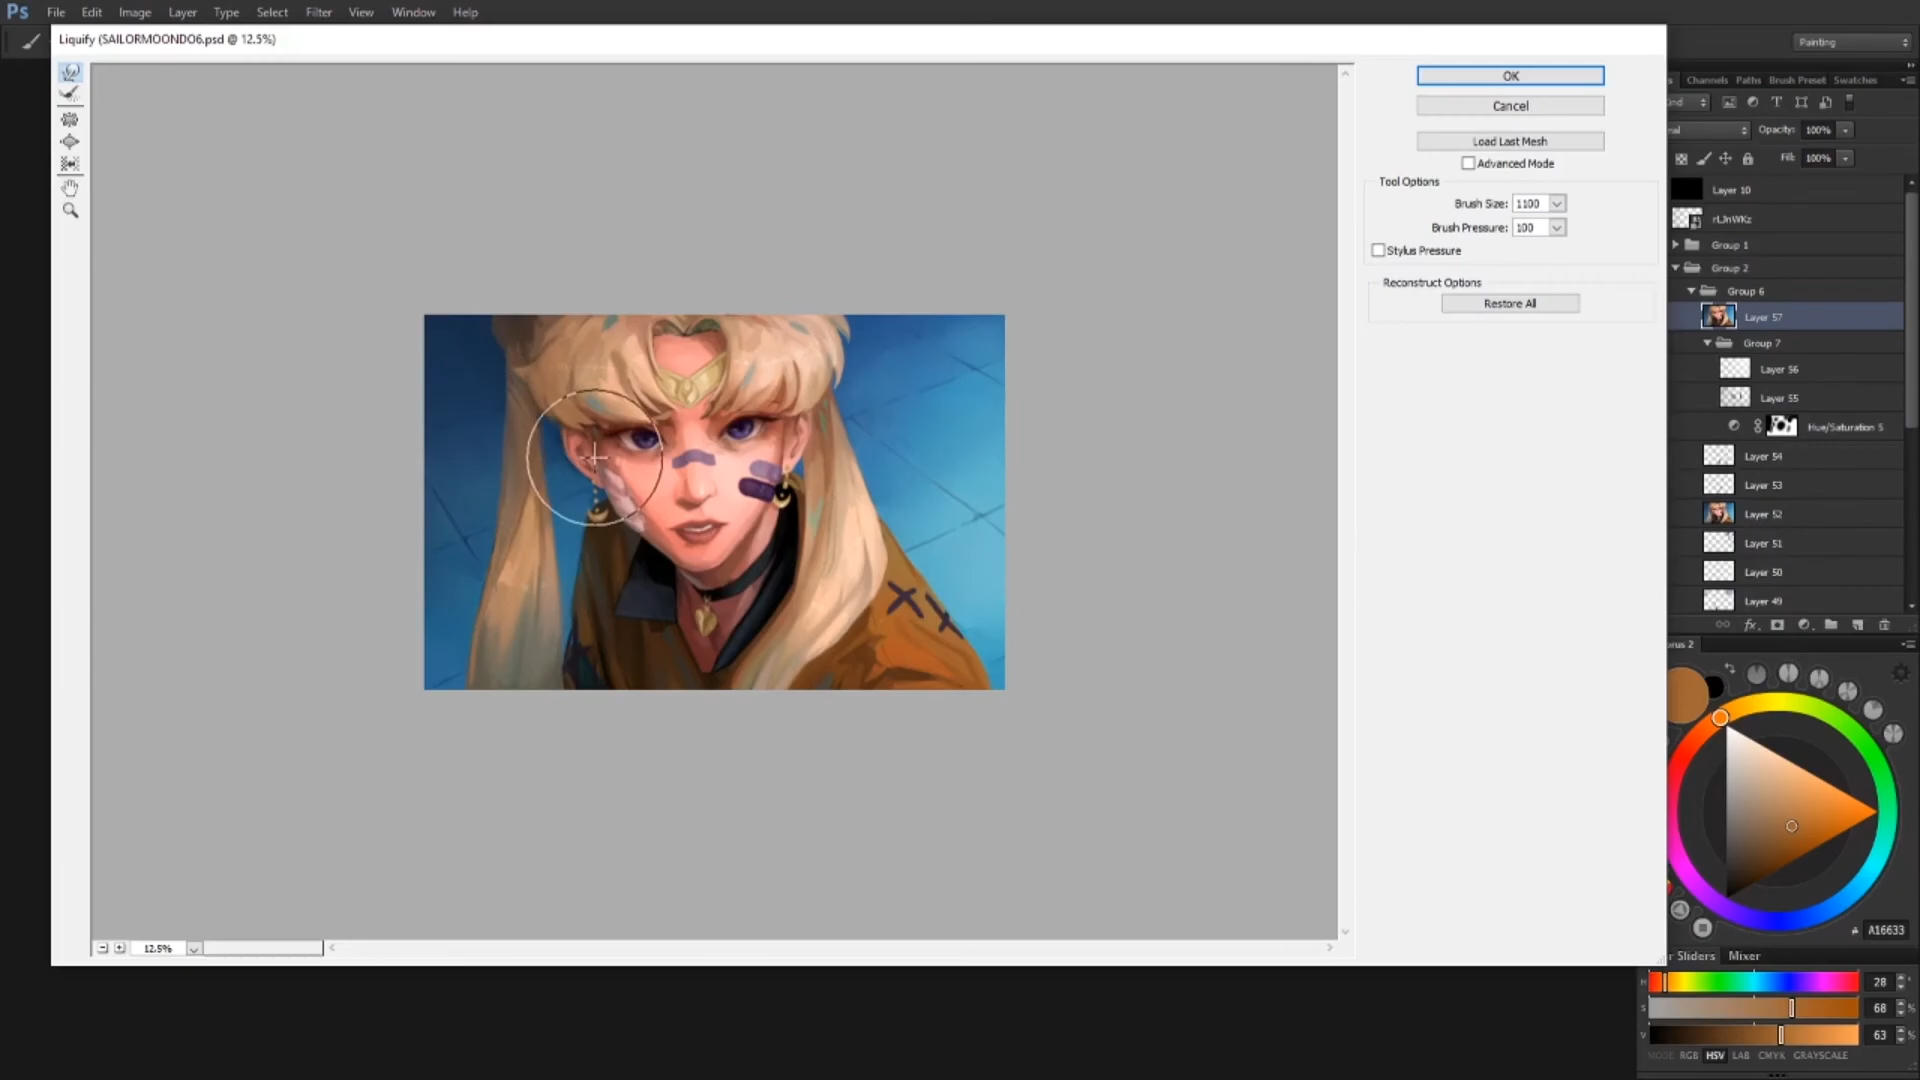 Ps File Edit Image Layer Type Select Filter View Window Help
Liquify (SAILORMOONDO6.psd @ 12.5%)
Painting
OK
Channels Paths Brush Preset Swatches
Cancel
Opacity: 100%
Load Last Mesh
Advanced Mode
Fill: 100%
Tool Options
Layer 10
Brush Size: 1100
rLJnWKz
Brush Pressure: 100
Group 1
Stylus Pressure
Group 2
Reconstruct Options
Group 6
Restore All
Layer 57
Group 7
Layer 56
Layer 55
Hue/Saturation 5
Layer 54
Layer 53
Layer 52
Layer 51
Layer 50
Layer 49
A16633
12.5%
Sliders Mixer
H 28 °
S 68 %
V 63 %
MODE RGB HSV LAB CMYK GRAYSCALE